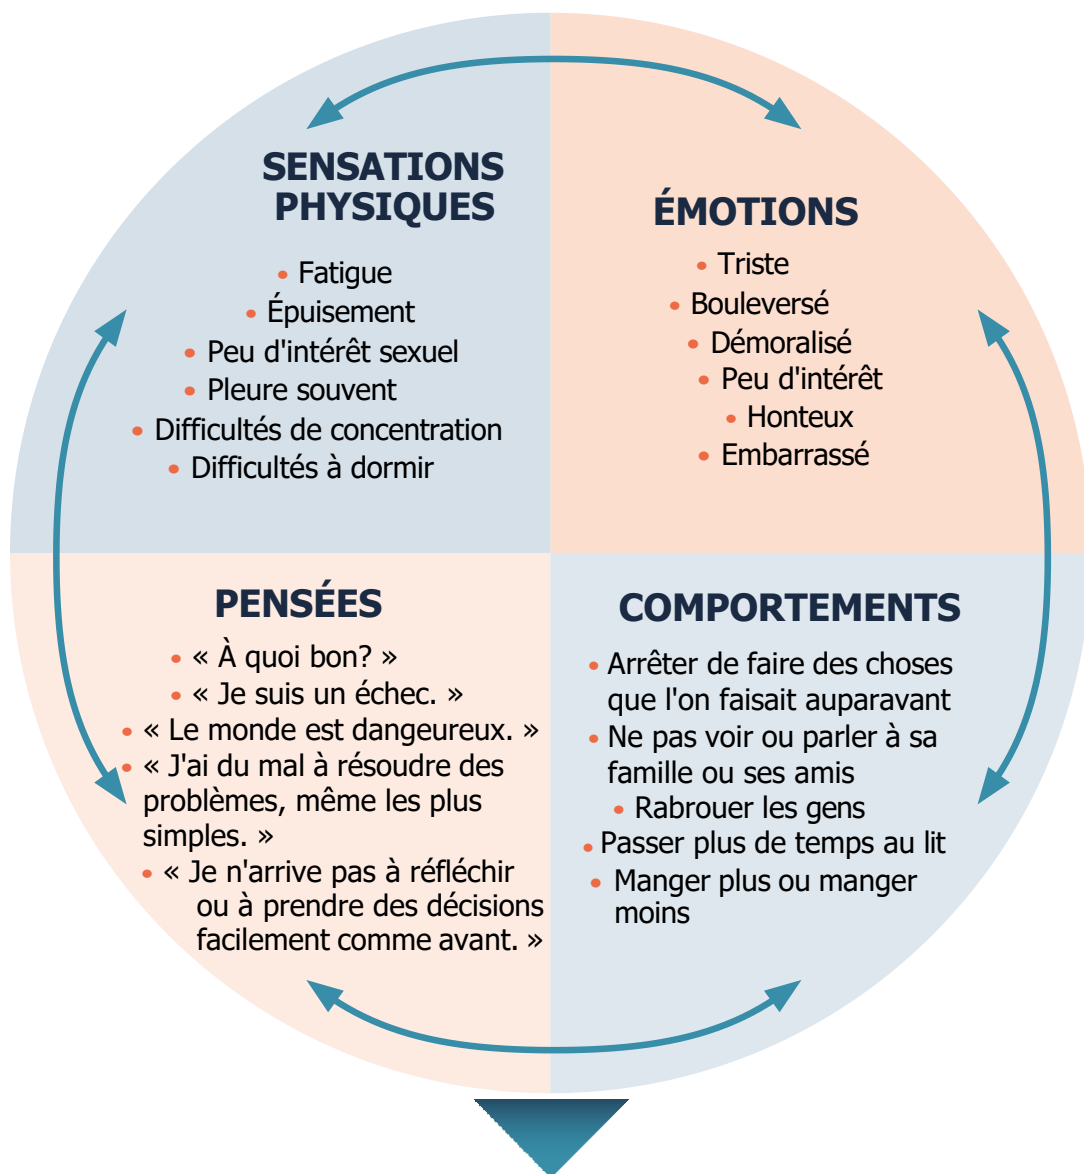 SENSATIONS
PHYSIQUES
• Fatigue
• Épuisement
• Peu d'intérêt sexuel
• Pleure souvent
• Difficultés de concentration
• Difficultés à dormir
ÉMOTIONS
• Triste
• Bouleversé
• Démoralisé
• Peu d'intérêt
• Honteux
• Embarrassé
PENSÉES
• « À quoi bon? »
• « Je suis un échec. »
• « Le monde est dangeureux. »
• « J'ai du mal à résoudre des
problèmes, même les plus
simples. »
• « Je n'arrive pas à réfléchir
ou à prendre des décisions
facilement comme avant. »
COMPORTEMENTS
• Arrêter de faire des choses
que l'on faisait auparavant
• Ne pas voir ou parler à sa
famille ou ses amis
• Rabrouer les gens
• Passer plus de temps au lit
• Manger plus ou manger
moins